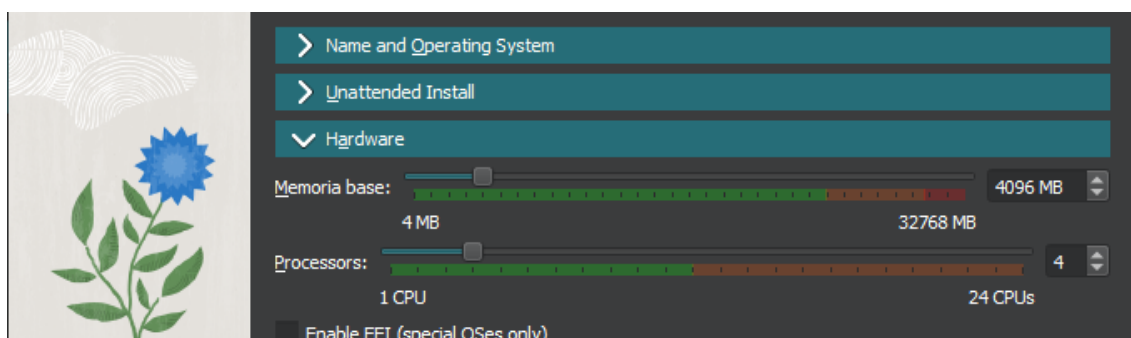 Name and Operating System
Unattended Install
Hardware
Memoria base:
4096 MB
4 MB
32768 MB
Processors:
4
1 CPU
24 CPUs
Enable EFI (special OSes only)